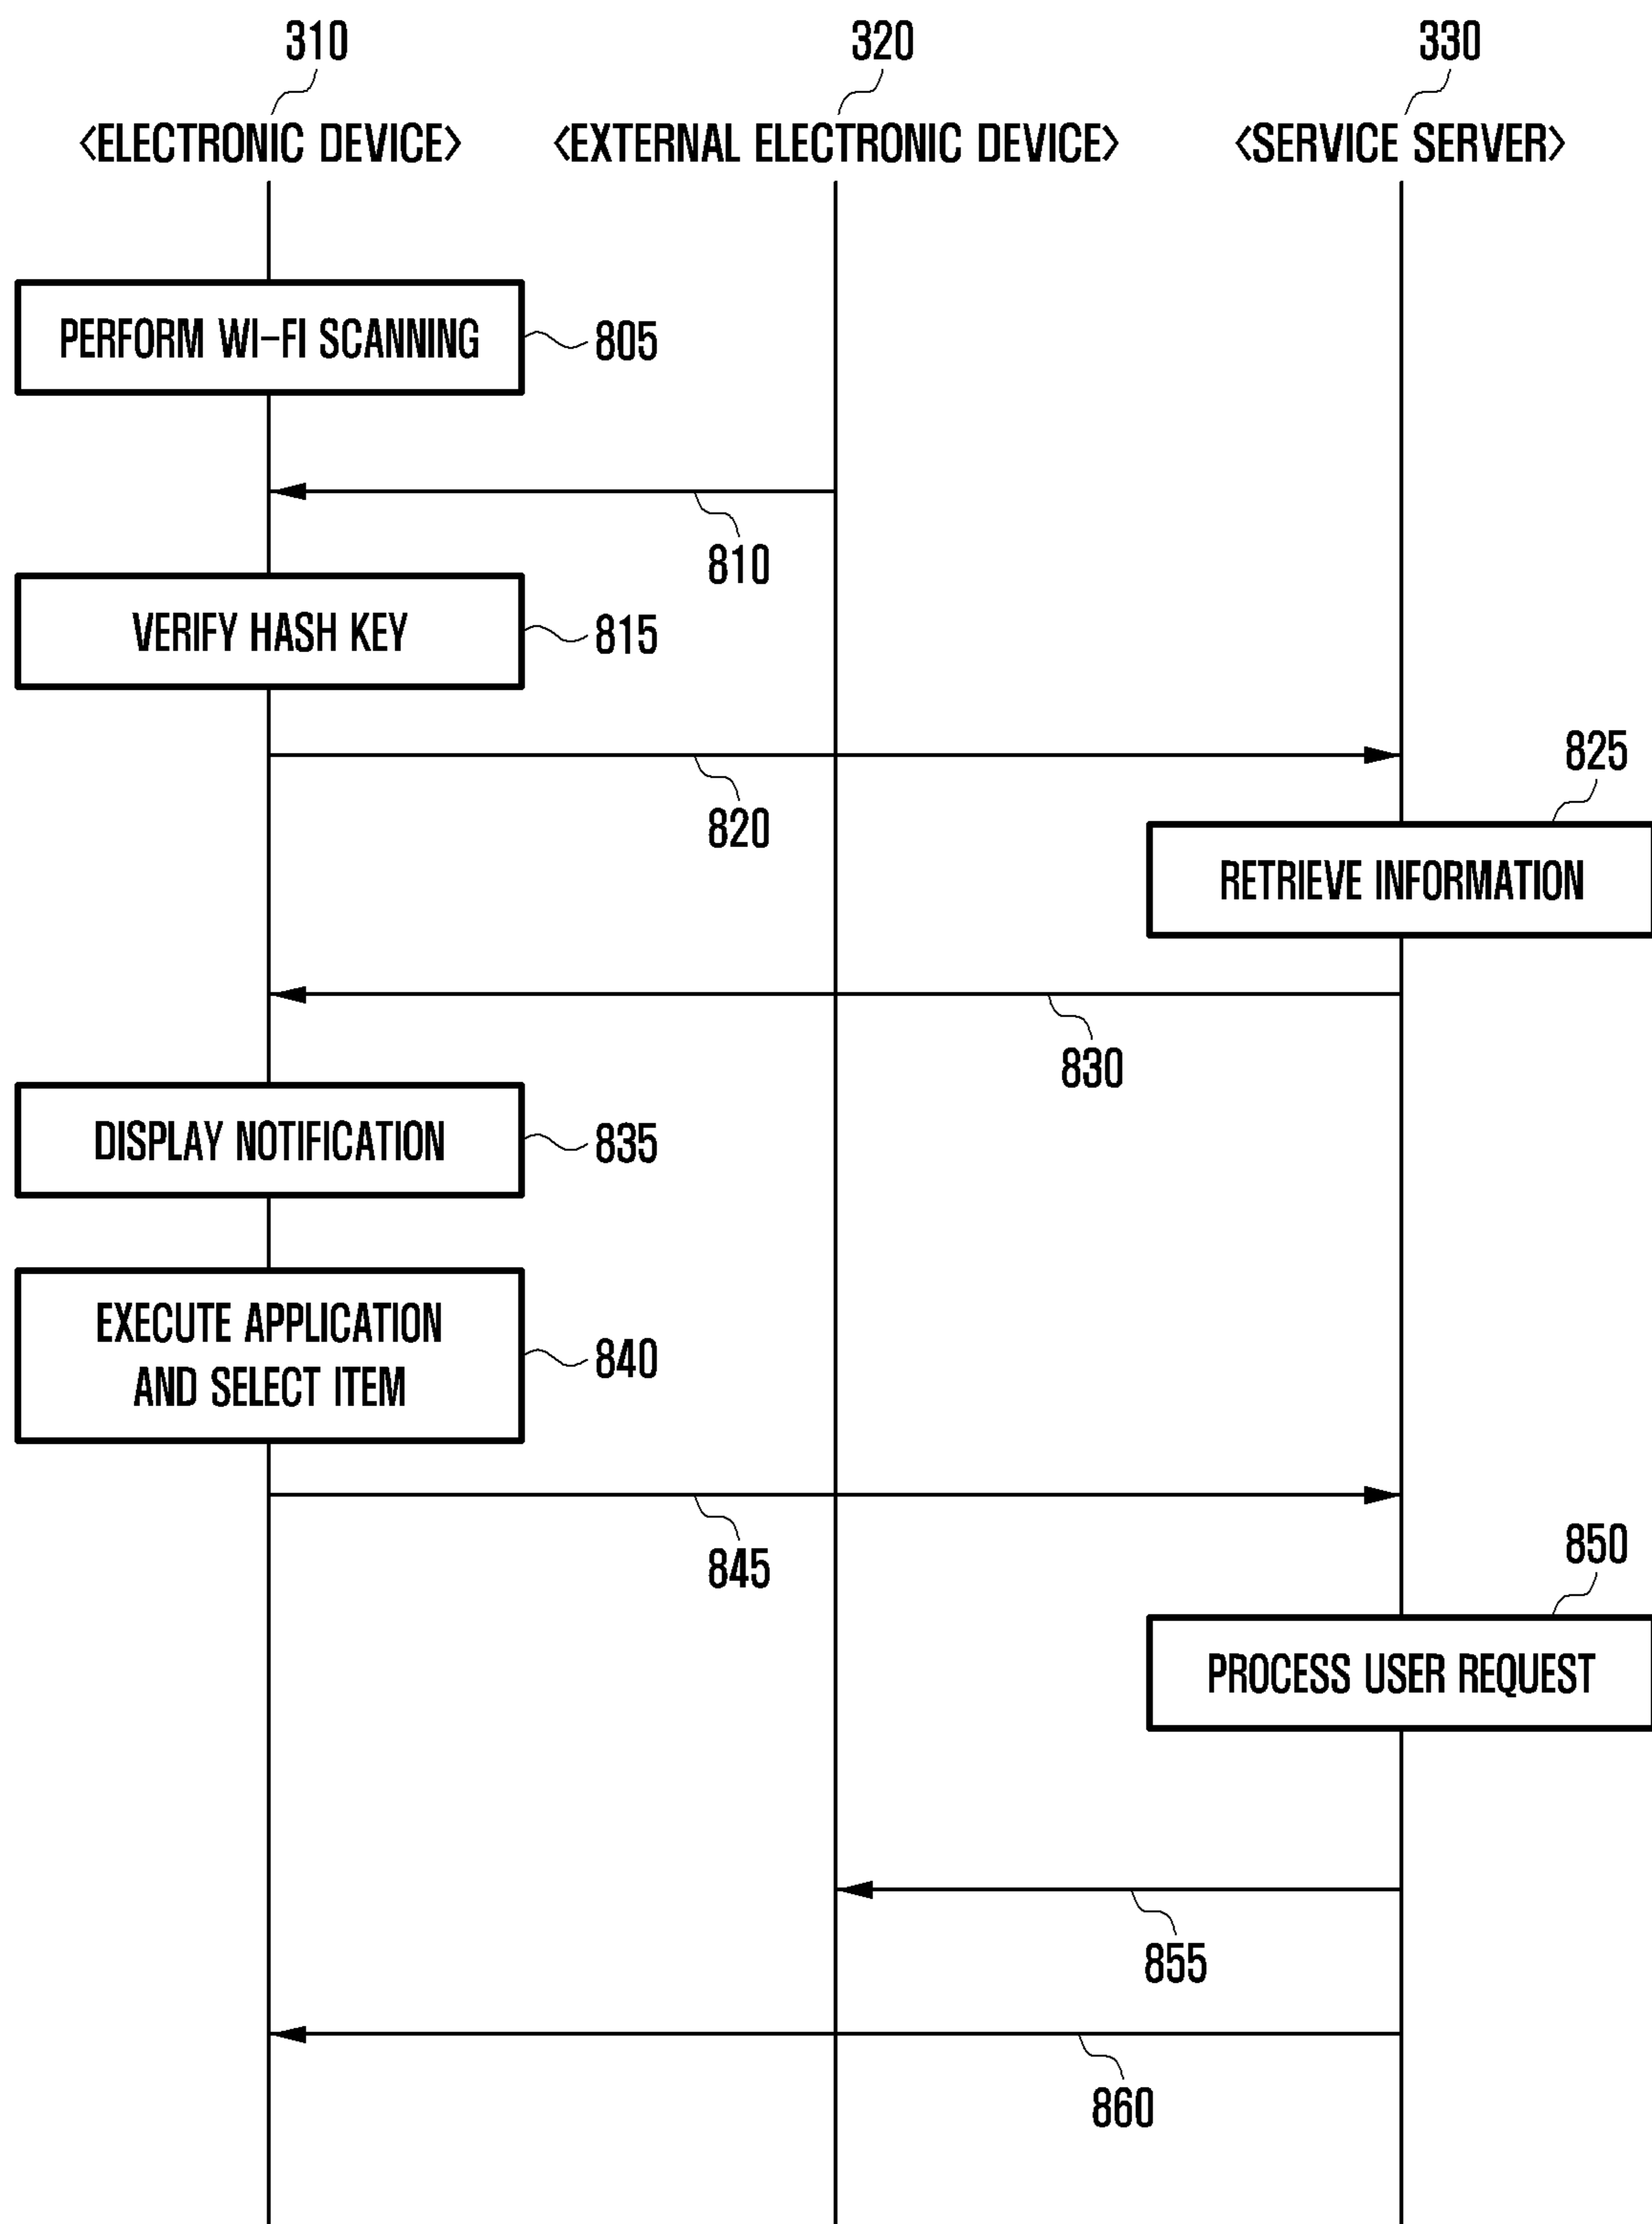 310
320
330
<ELECTRONIC DEVICE>
<EXTERNAL ELECTRONIC DEVICE>
<SERVICE SERVER>
PERFORM WI-FI SCANNING
805
810
VERIFY HASH KEY
815
820
825
RETRIEVE INFORMATION
830
DISPLAY NOTIFICATION
835
EXECUTE APPLICATION
AND SELECT ITEM
840
845
850
PROCESS USER REQUEST
855
860